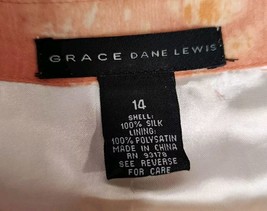 GRACE DANE LEWIS
14
SHELL:
100% SILK
LINING:
100% POLYSATIN
MADE IN CHINA
RN 93178
SEE REVERSE
FOR CARE